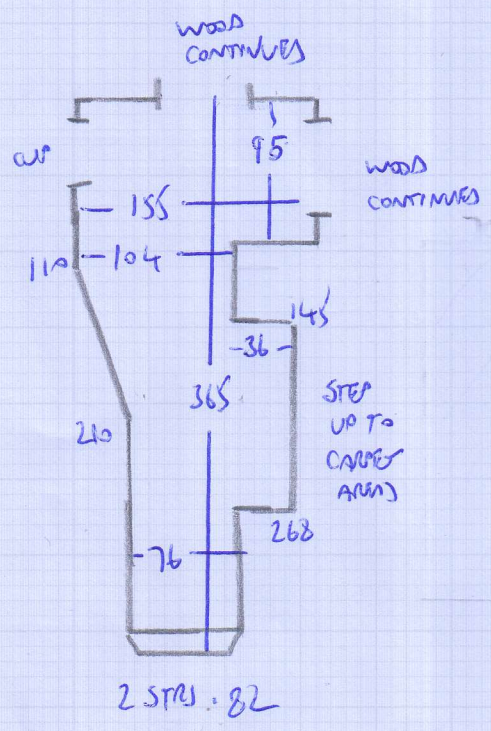 WOOD
CONTINUES
95
CUP
WOOD
CONTINUES
155
110
104
145
36
365
STEP
UP TO
CARPET
AREA
210
268
76
2 STRS . 82